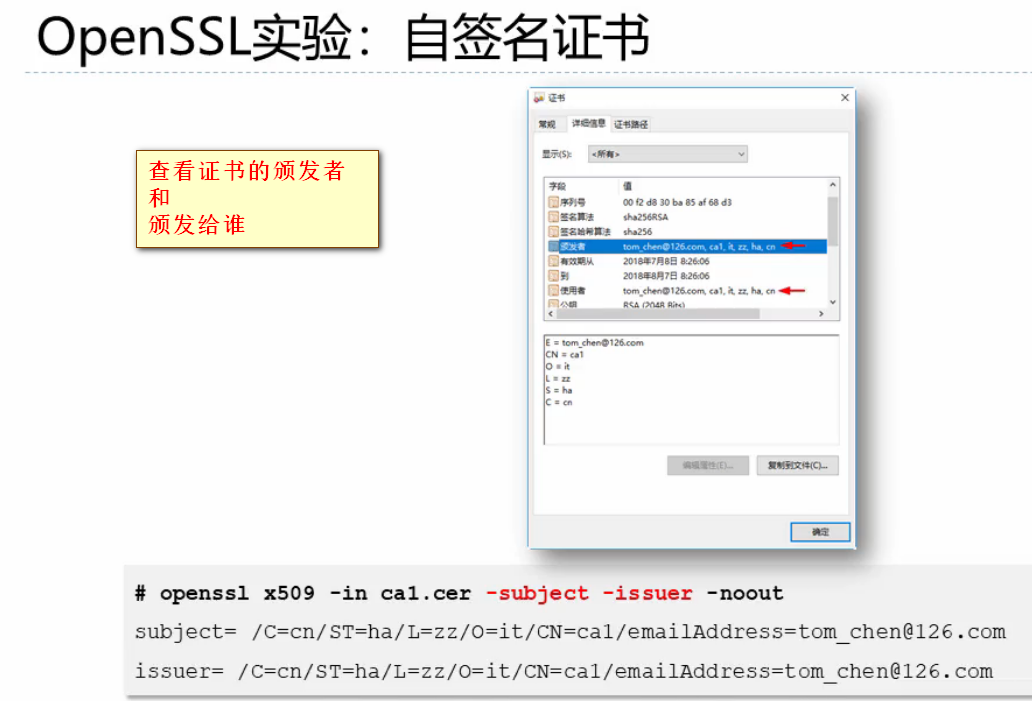 OpenSSL实验：自签名证书
查看证书的颁发者
和
颁发给谁
证书
常规 详细信息 证书路径
显示(S): <所有>
字段 值
序列号 00 f2 d8 30 ba 85 af 68 d3
签名算法 sha256RSA
签名哈希算法 sha256
颁发者 tom_chen@126.com, ca1, it, zz, ha, cn
有效期从 2018年7月8日 8:26:06
到 2018年8月7日 8:26:06
使用者 tom_chen@126.com, ca1, it, zz, ha, cn
公钥 RSA (2048 Bits)
E = tom_chen@126.com
CN = ca1
O = it
L = zz
S = ha
C = cn
编辑属性(E)... 复制到文件(C)...
确定
# openssl x509 -in ca1.cer -subject -issuer -noout
subject= /C=cn/ST=ha/L=zz/O=it/CN=ca1/emailAddress=tom_chen@126.com
issuer= /C=cn/ST=ha/L=zz/O=it/CN=ca1/emailAddress=tom_chen@126.com